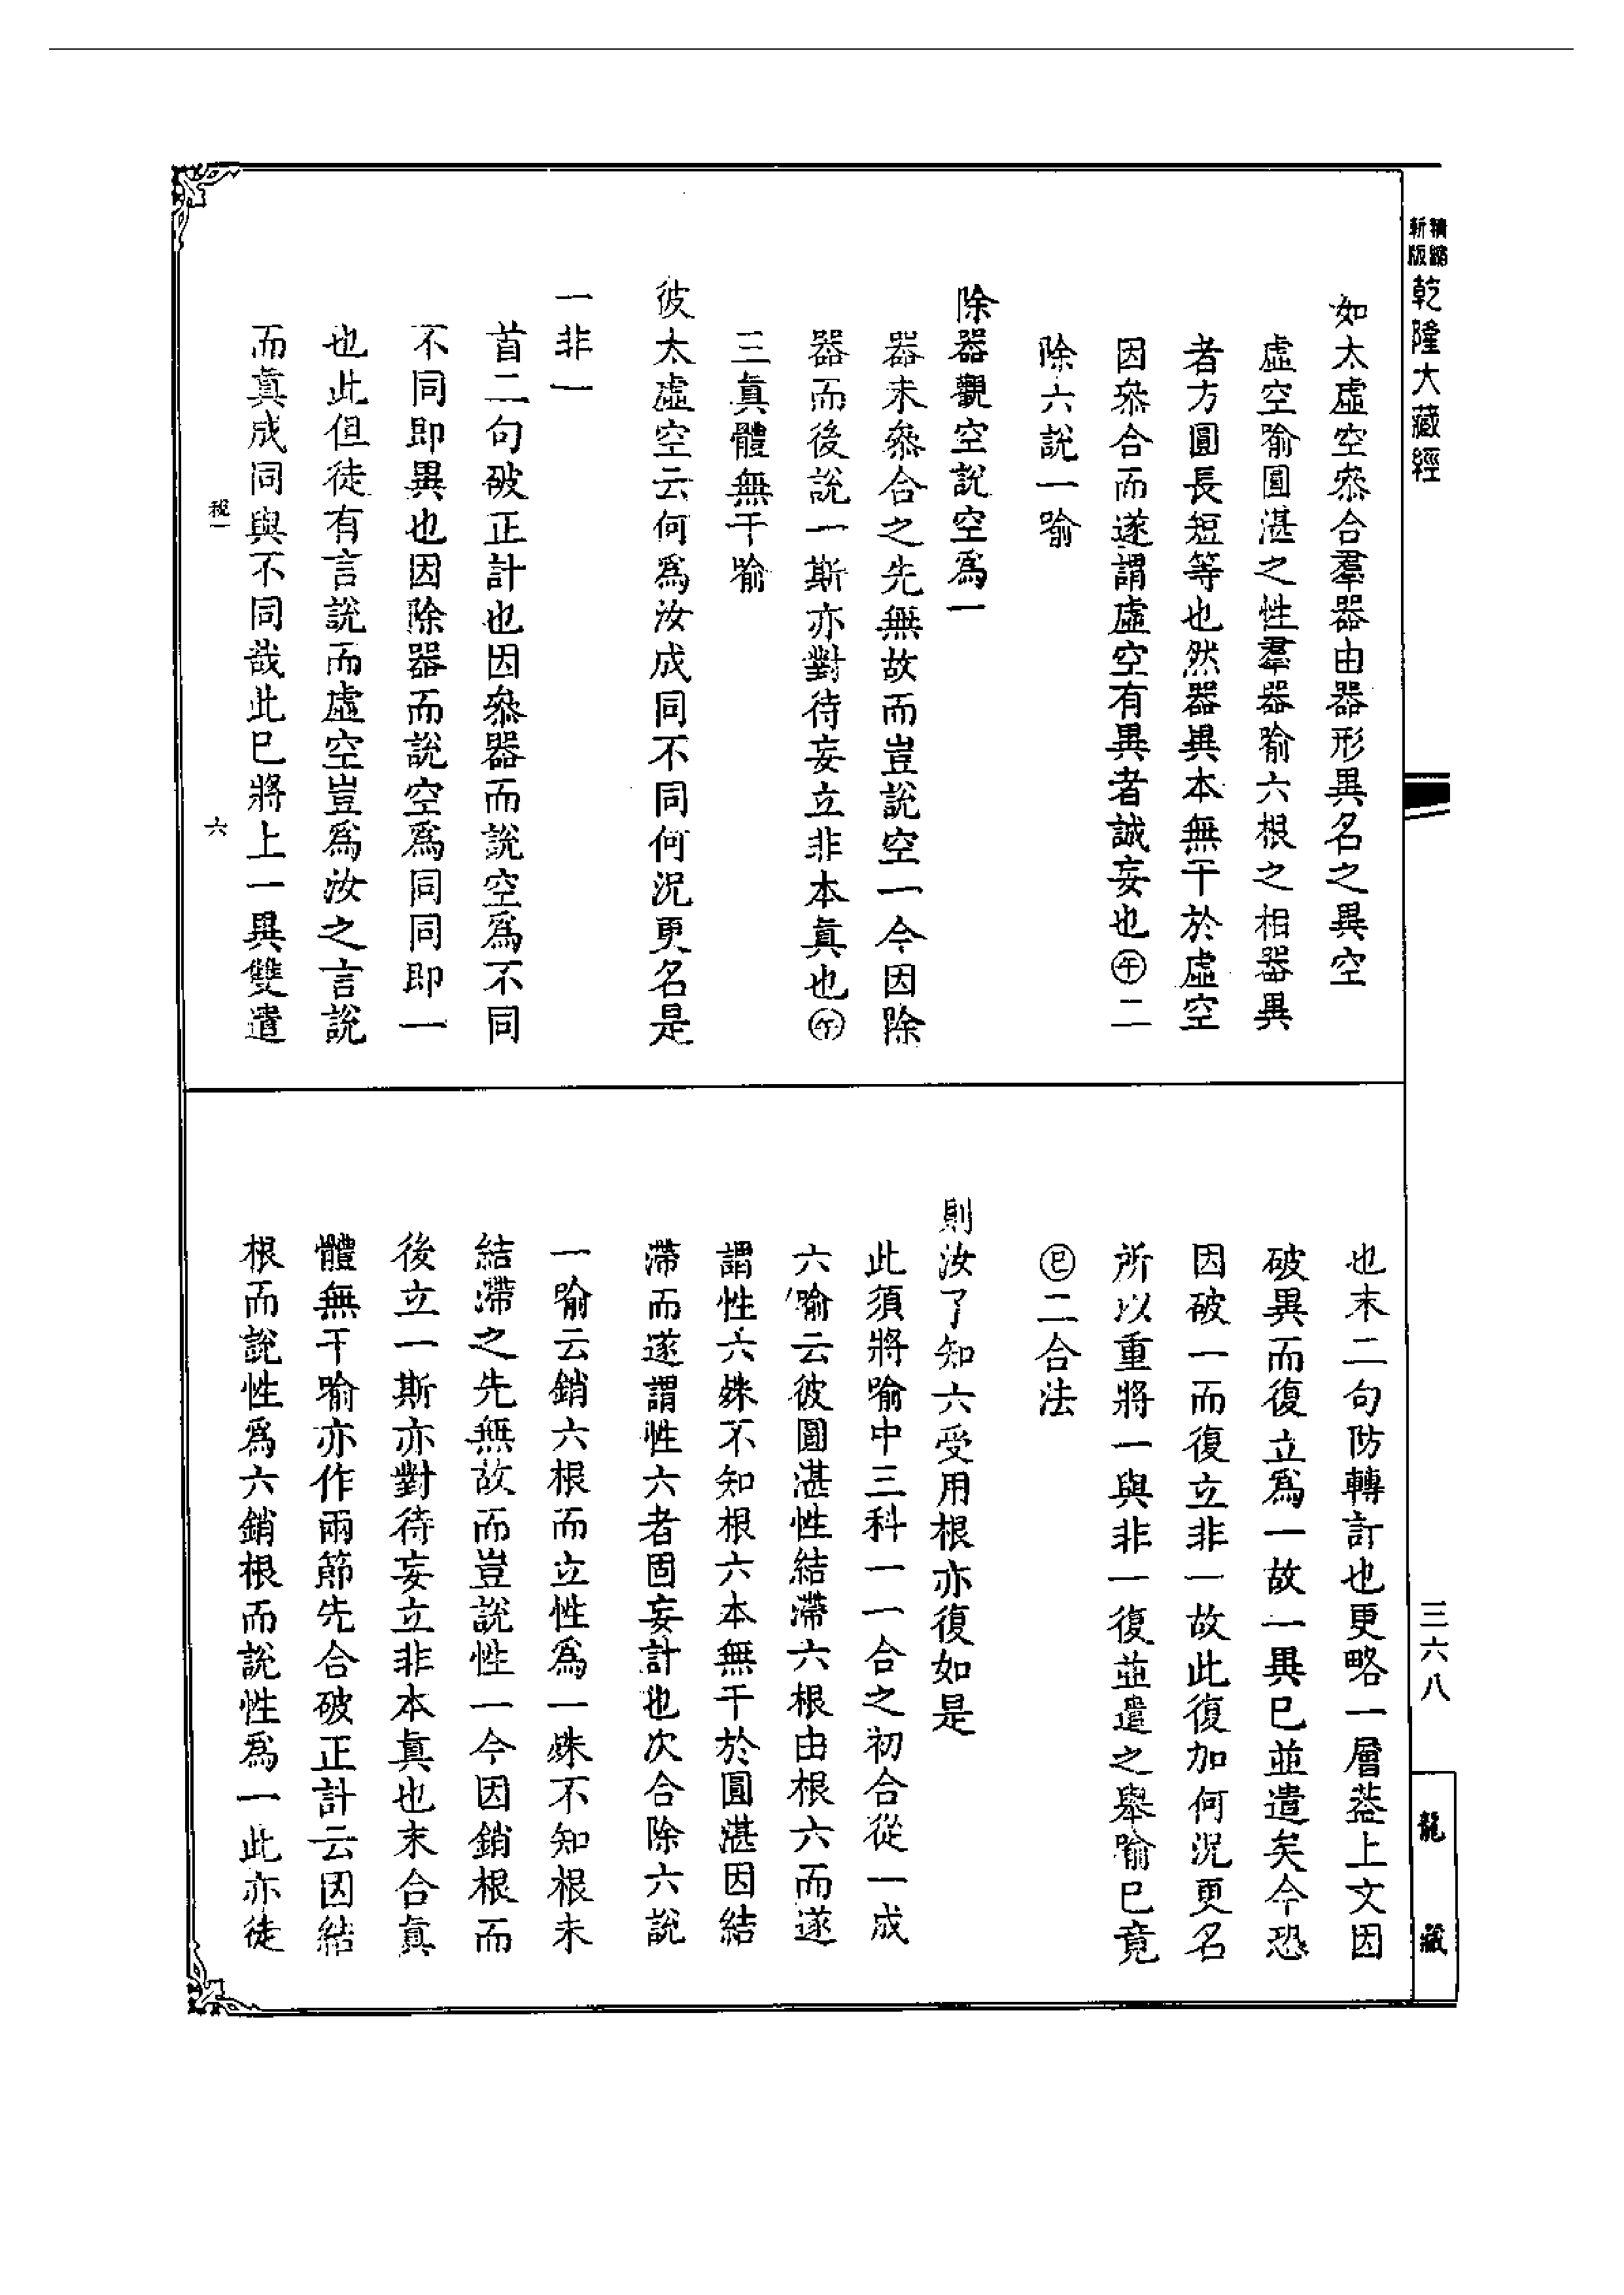 精縮
新版
乾隆大藏經
如太虛空叅合羣器由器形異名之異空
虛空喻圓湛之性羣器喻六根之相器異
者方圓長短等也然器異本無干於虛空
因叅合而遂謂虛空有異者誠妄也㊄二
除六說一喻
除器觀空說空爲一
器未叅合之先無故而豈說空一今因除
器而後說一斯亦對待妄立非本眞也
三眞體無干喻
彼太虛空云何爲汝成同不同何況更名是
一非一
首二句破正計也因叅器而說空爲不同
不同即異也因除器而說空爲同同即一
也此但徒有言說而虛空豈爲汝之言說
而眞成同與不同哉此巳將上一異雙遣
六
也末二句防轉計也更略一層葢上文因
破異而復立爲一故一異巳並遣矣今恐
因破一而復立非一故此復加何況更名
所以重將一與非一復並遣之舉喻巳竟
二合法
則汝了知六受用根亦復如是
此須將喻中三科一一合之初合從一成
六喻云彼圓湛性結滯六根由根六而遂
謂性六姝不知根六本無干於圓湛因結
滯而遂謂性六者固妄計也次合除六說
一喻云銷六根而立性爲一姝不知根未
結滯之先無故而豈說性一今因銷根而
後立一斯亦對待妄立非本眞也末合眞
體無干喻亦作兩節先合破正計云因結
根而說性爲六銷根而說性爲一此亦徒
三六八
龍藏